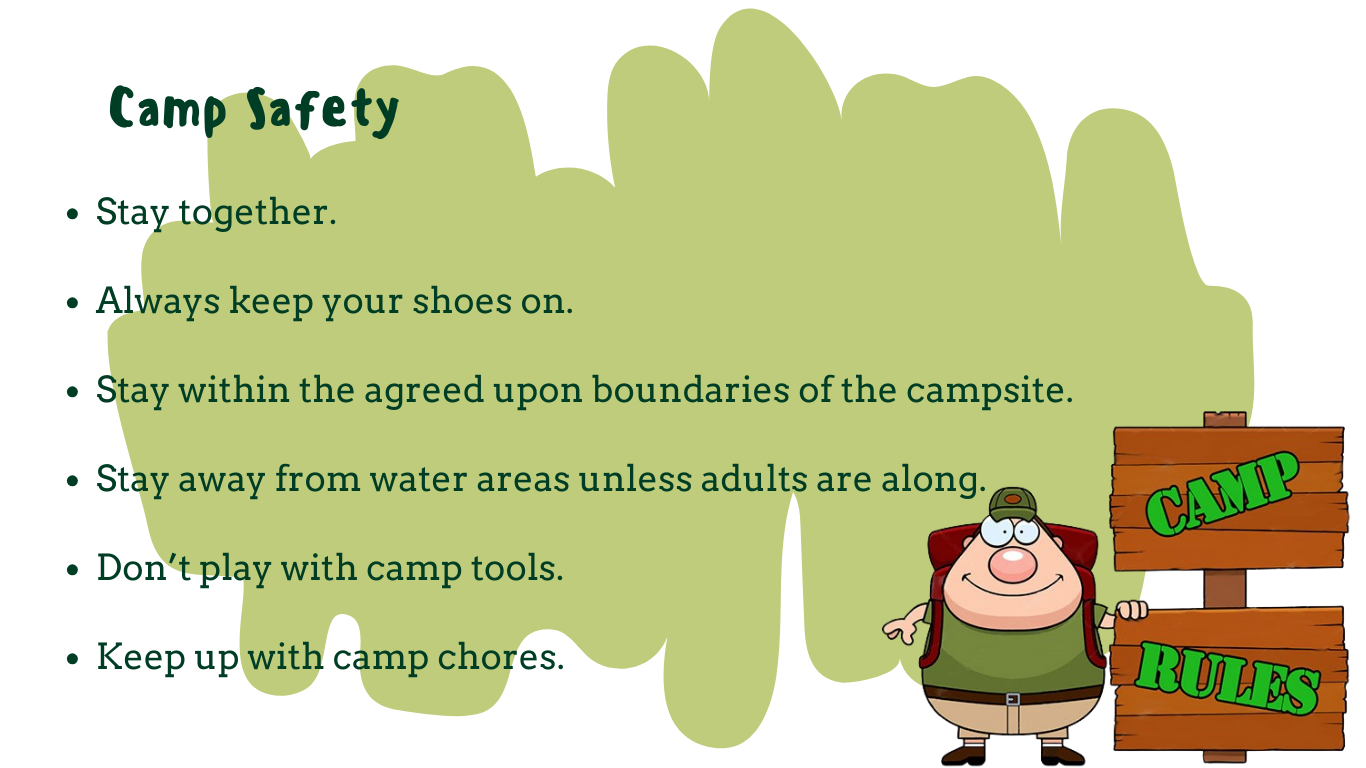 Camp Safety
• Stay together.
• Always keep your shoes on.
• Stay within the agreed upon boundaries of the campsite.
• Stay away from water areas unless adults are along.
• Don’t play with camp tools.
• Keep up with camp chores.
CAMP
RULES